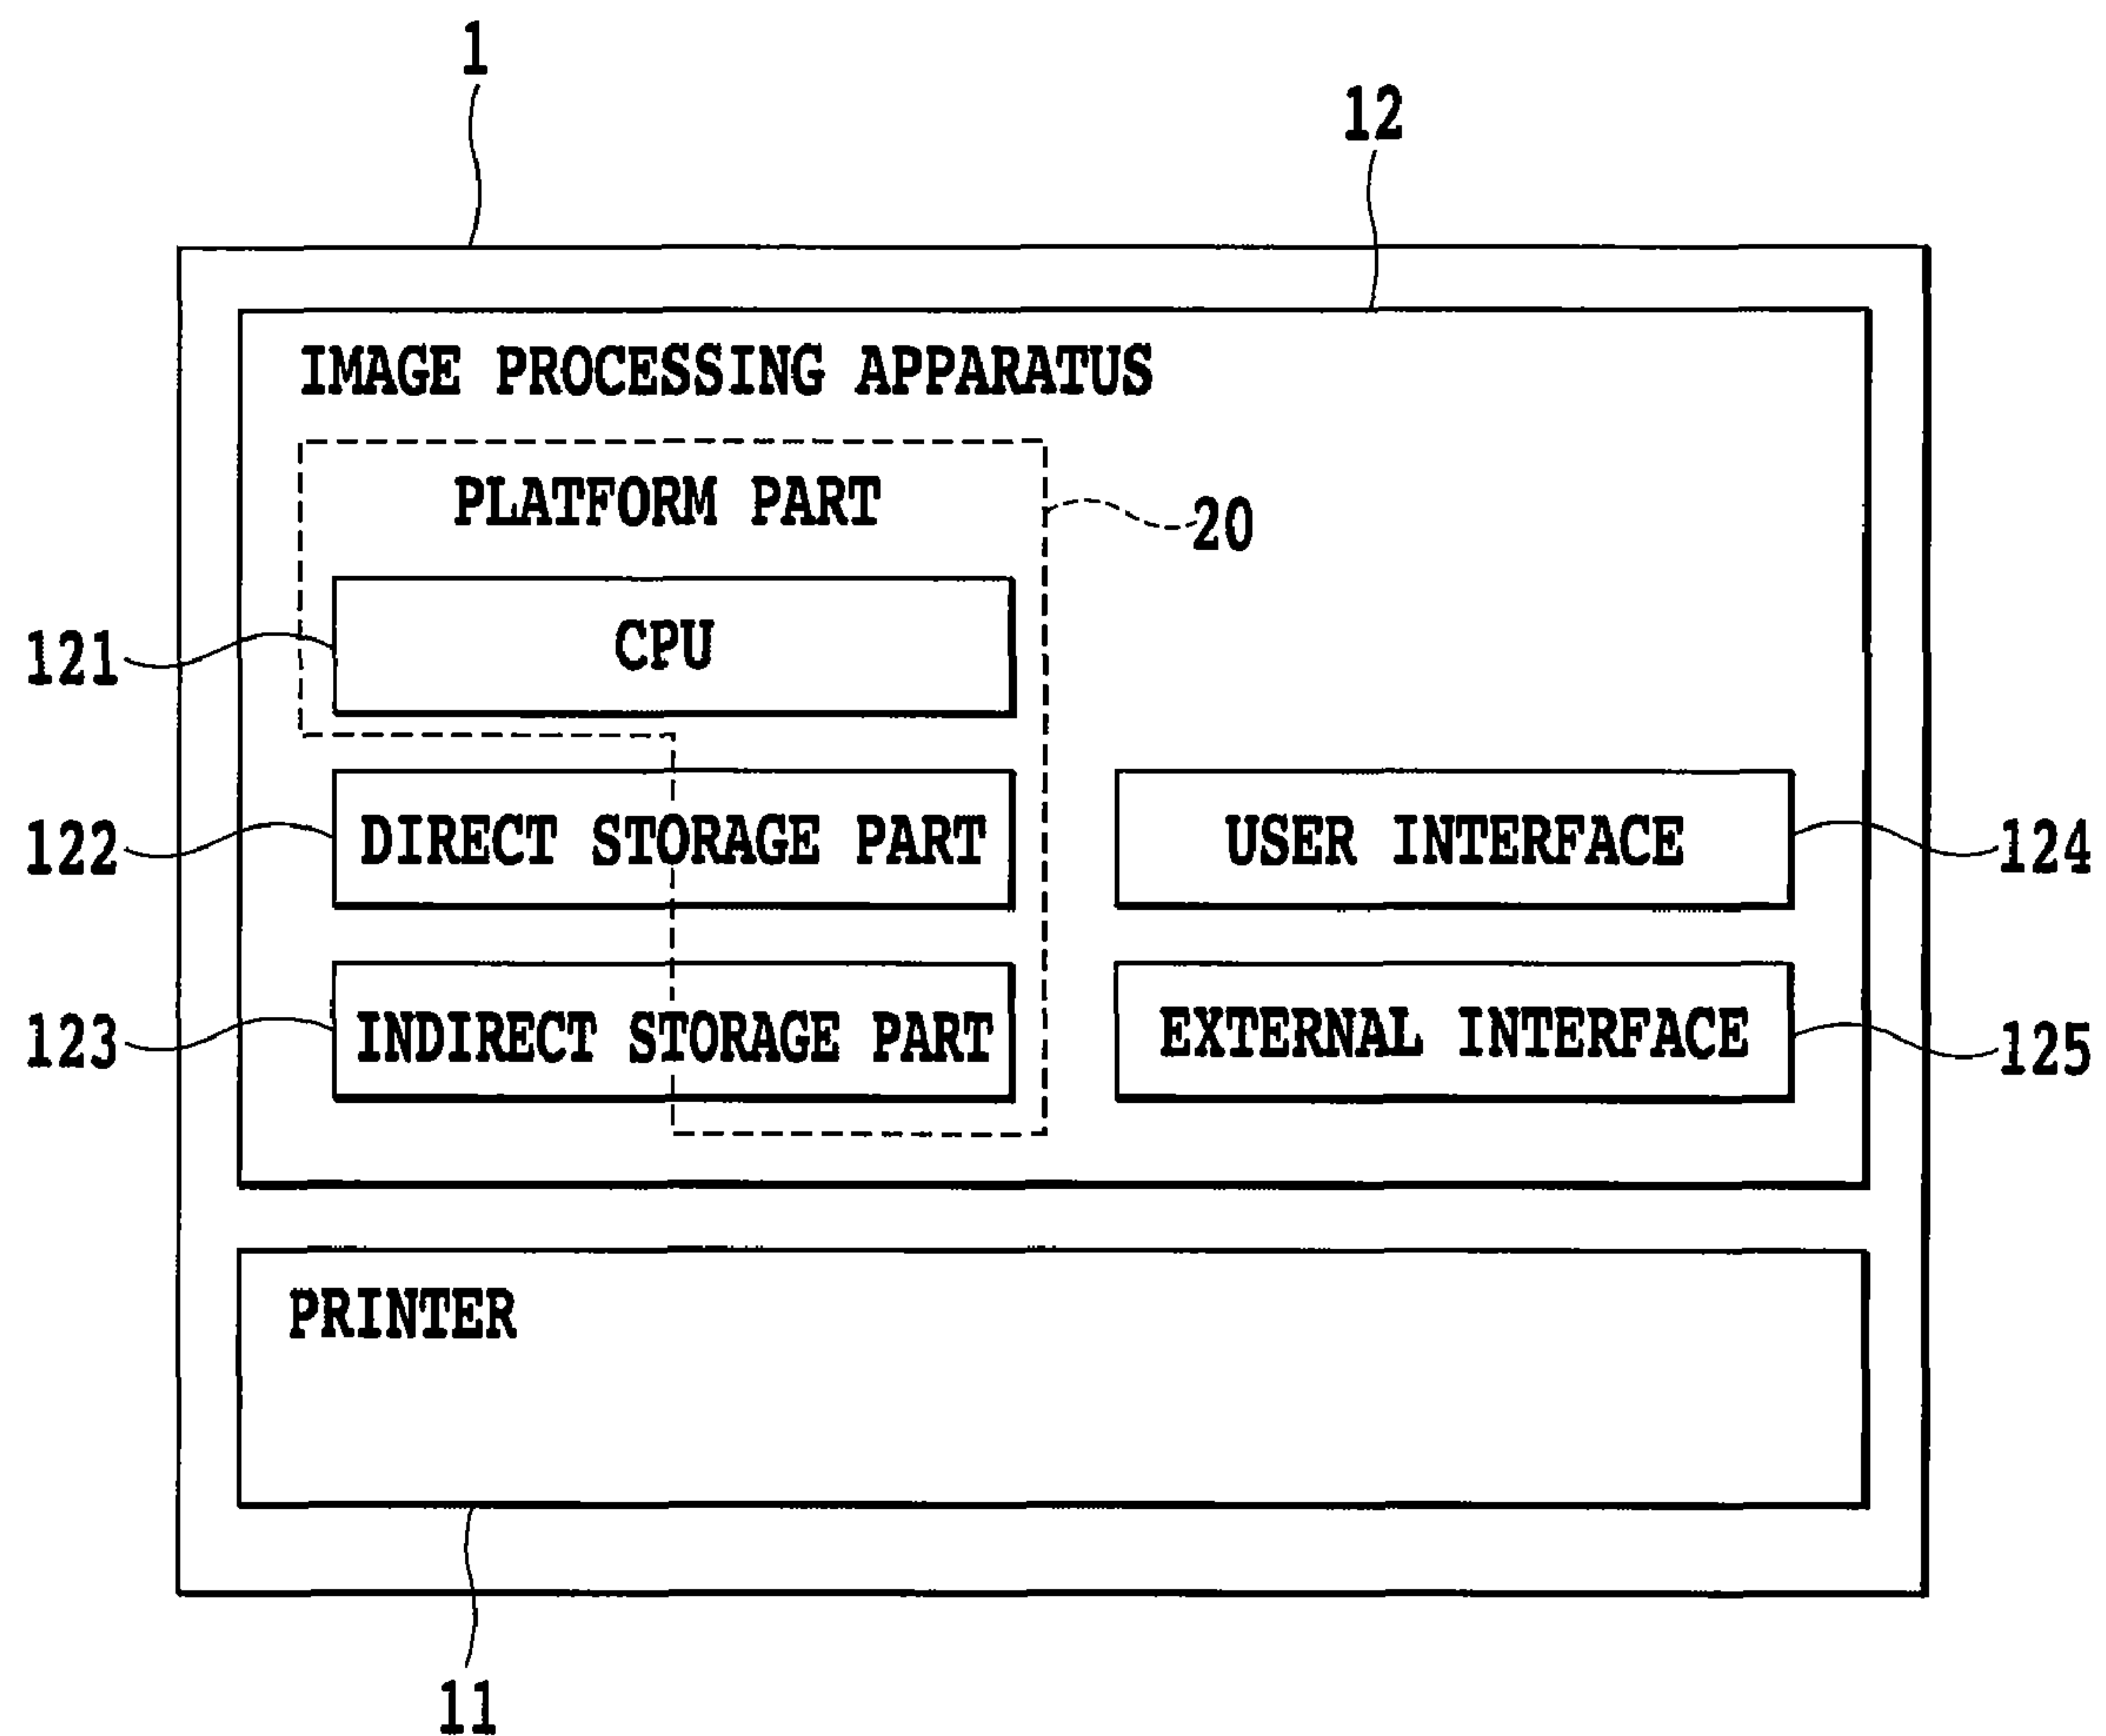 1
12
IMAGE PROCESSING APPARATUS
PLATFORM PART
20
CPU
121
DIRECT STORAGE PART
122
USER INTERFACE
124
INDIRECT STORAGE PART
123
EXTERNAL INTERFACE
125
PRINTER
11